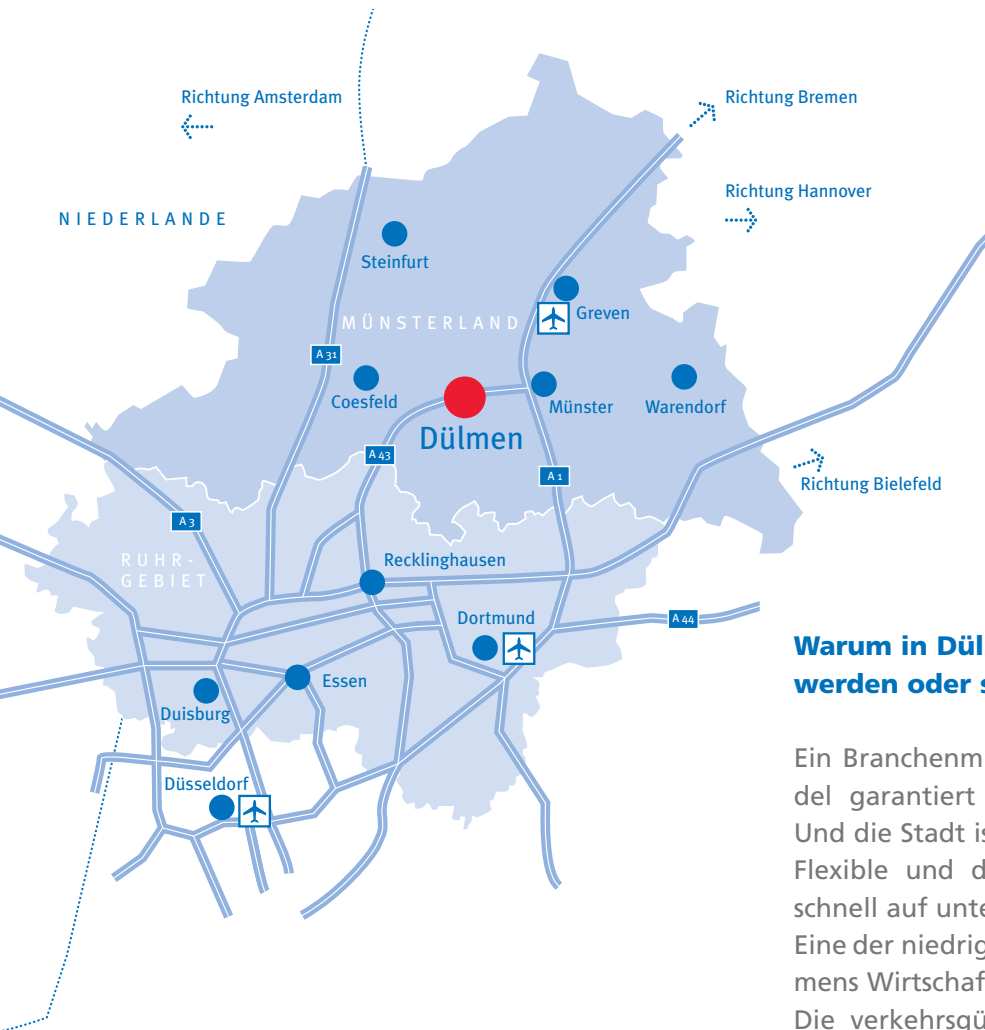 Richtung Amsterdam
Richtung Bremen
Richtung Hannover
NIEDERLANDE
Steinfurt
Greven
MÜNSTERLAND
A 31
Coesfeld
Münster
Warendorf
Dülmen
A 43
A 1
Richtung Bielefeld
A 3
RUHR-
GEBIET
Recklinghausen
Dortmund
A 44
Essen
Duisburg
Düsseldorf
Warum in Dül
werden oder s
Ein Branchenm
del garantiert
Und die Stadt is
Flexible und d
schnell auf unte
Eine der niedrig
mens Wirtschaf
Die verkehrsgü